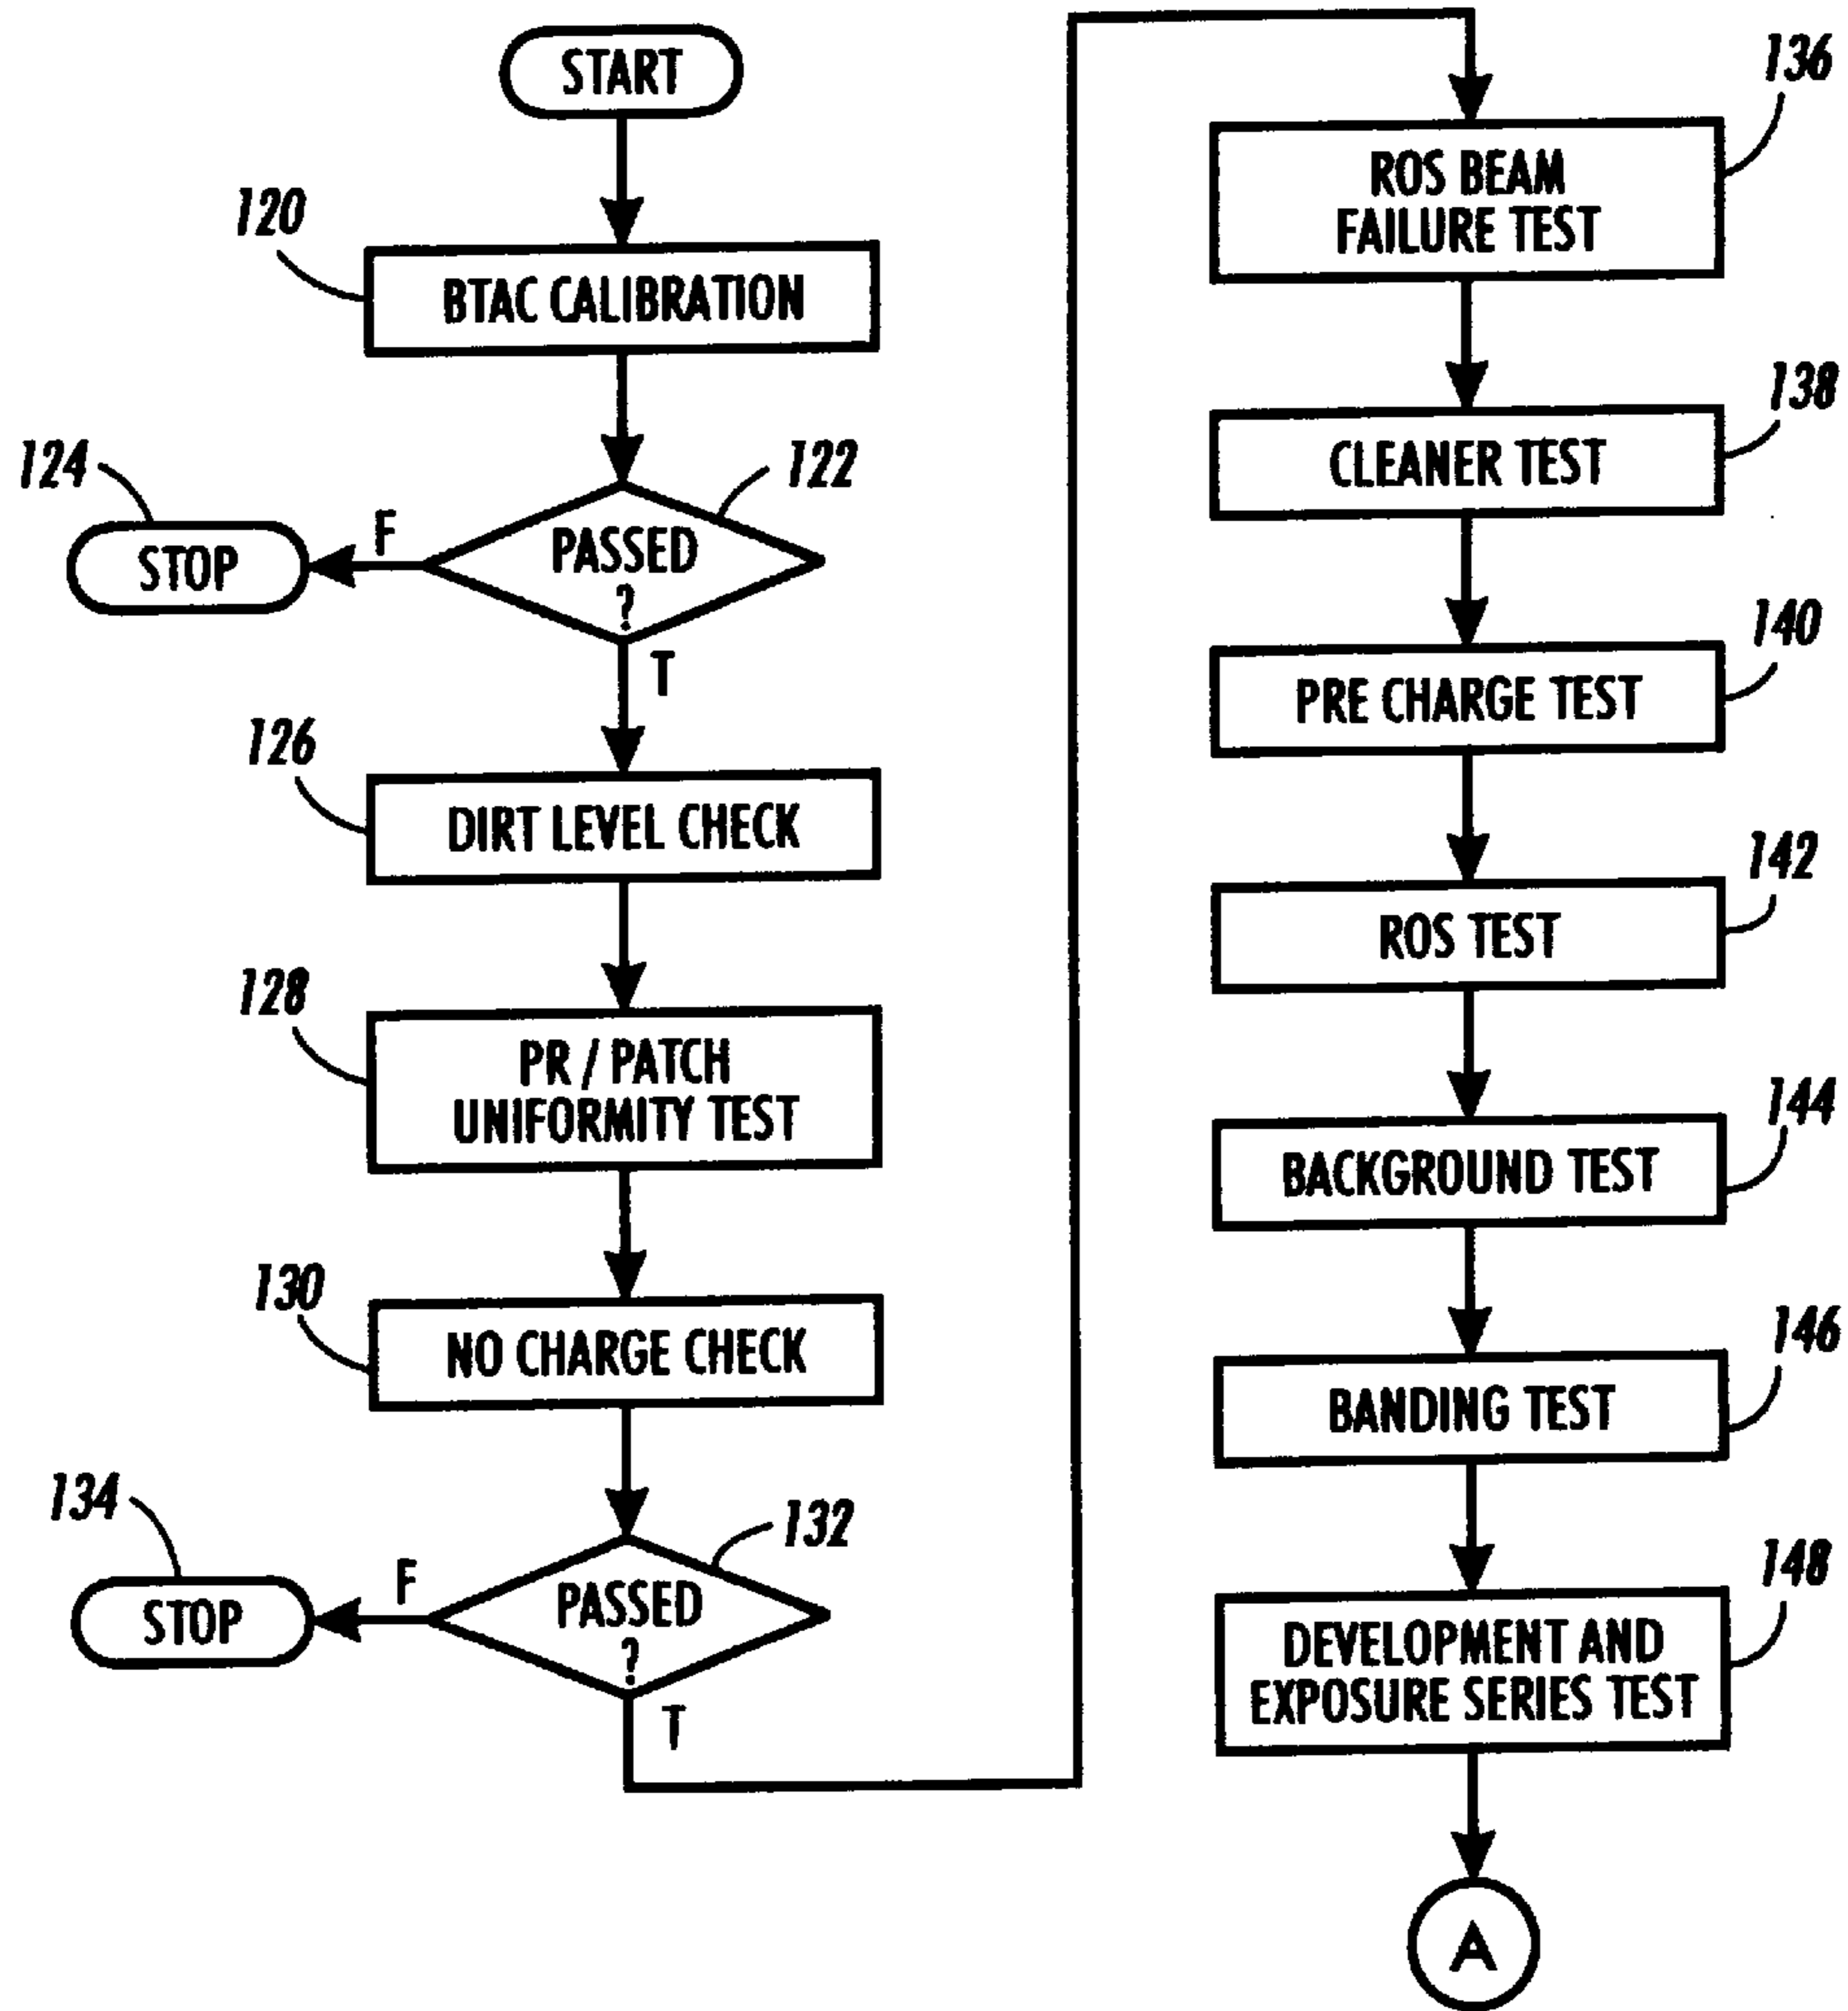 START
120
BTAC CALIBRATION
124
122
STOP
F
PASSED
?
T
126
DIRT LEVEL CHECK
128
PR / PATCH
UNIFORMITY TEST
130
NO CHARGE CHECK
134
132
STOP
F
PASSED
?
T
136
ROS BEAM
FAILURE TEST
138
CLEANER TEST
140
PRE CHARGE TEST
142
ROS TEST
144
BACKGROUND TEST
146
BANDING TEST
148
DEVELOPMENT AND
EXPOSURE SERIES TEST
A